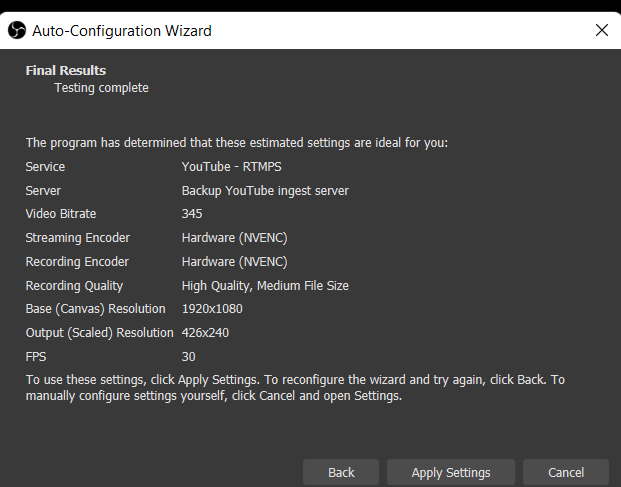 Auto-Configuration Wizard
Final Results
Testing complete
The program has determined that these estimated settings are ideal for you:
Service YouTube - RTMPS
Server Backup YouTube ingest server
Video Bitrate 345
Streaming Encoder Hardware (NVENC)
Recording Encoder Hardware (NVENC)
Recording Quality High Quality, Medium File Size
Base (Canvas) Resolution 1920x1080
Output (Scaled) Resolution 426x240
FPS 30
To use these settings, click Apply Settings. To reconfigure the wizard and try again, click Back. To
manually configure settings yourself, click Cancel and open Settings.
Back Apply Settings Cancel